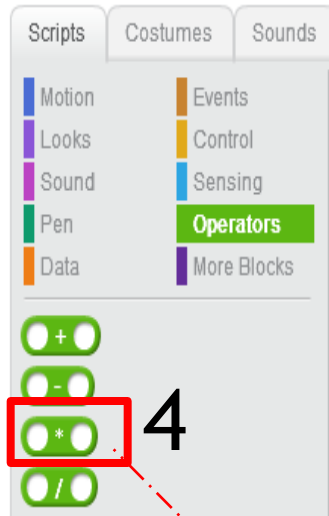 Scripts Costumes Sounds
Motion Events
Looks Control
Sound Sensing
Pen Operators
Data More Blocks
+
-
* 4
/